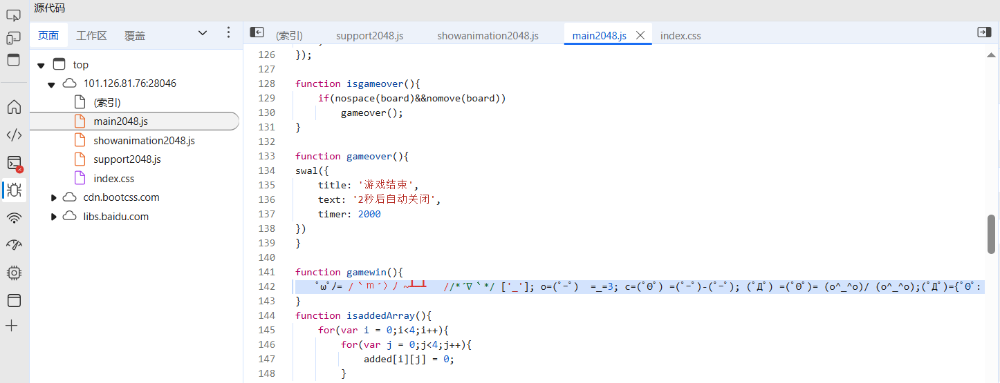 源代码
页面 工作区 覆盖
top
101.126.81.76:28046
(索引)
main2048.js
showanimation2048.js
support2048.js
index.css
cdn.bootcss.com
libs.baidu.com
(索引) support2048.js showanimation2048.js main2048.js index.css
126 });
127
128 function isgameover(){
129 if(nospace(board)&&nomove(board))
130 gameover();
131 }
132
133 function gameover(){
134 swal({
135 title: '游戏结束',
136 text: '2秒后自动关闭',
137 timer: 2000
138 })
139 }
140
141 function gamewin(){
142 ﾟωﾟﾉ= /｀ｍ´）ﾉ ~┻━┻ //*´∇｀*/ ['_']; o=(ﾟｰﾟ) =_=3; c=(ﾟΘﾟ) =(ﾟｰﾟ)-(ﾟｰﾟ); (ﾟДﾟ) =(ﾟΘﾟ)= (o^_^o)/ (o^_^o);(ﾟДﾟ)={ﾟΘﾟ:
143 }
144 function isaddedArray(){
145 for(var i = 0;i<4;i++){
146 for(var j = 0;j<4;j++){
147 added[i][j] = 0;
148 }